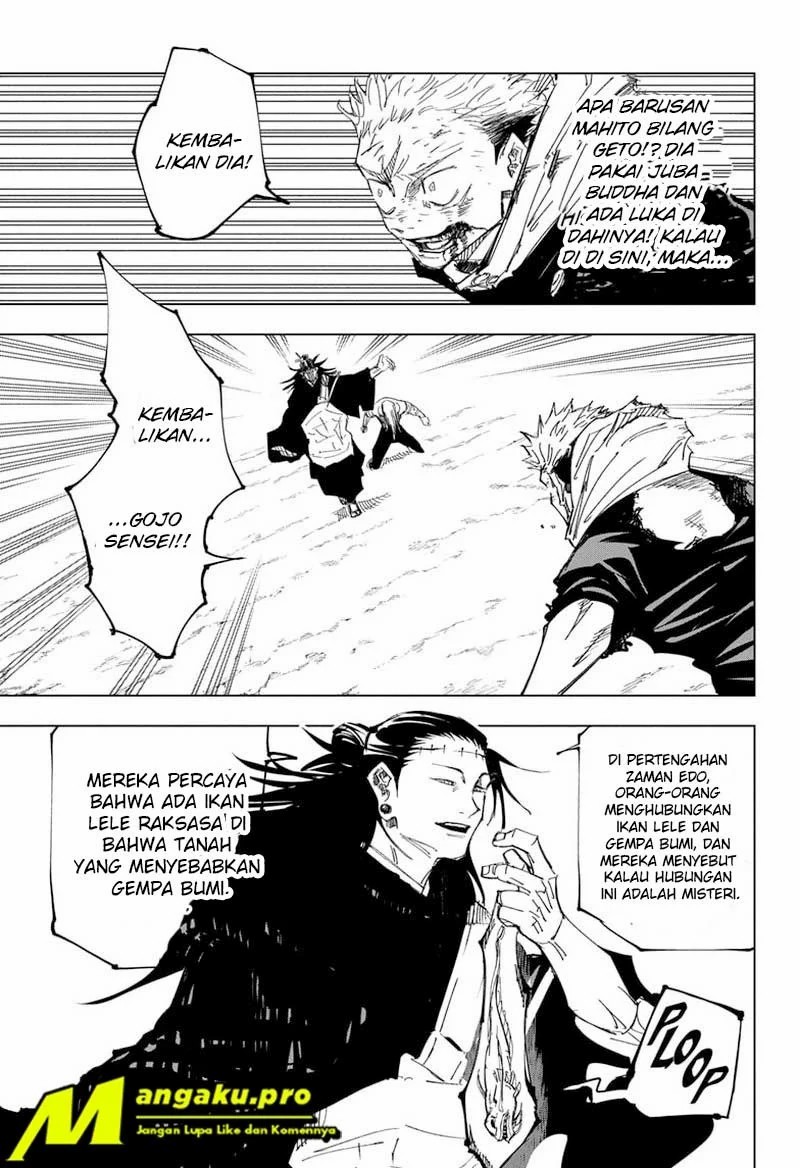 APA BARUSAN
MAHITO BILANG
GETO!? DIA
PAKAI JUBA
BUDDHA DAN
ADA LUKA DI
DAHINYA! KALAU
DI DI SINI, MAKA...
KEMBA-
LIKAN DIA!
KEMBA-
LIKAN...
...GOJO
SENSEI!!
DI PERTENGAHAN
ZAMAN EDO,
ORANG-ORANG
MENGHUBUNGKAN
IKAN LELE DAN
GEMPA BUMI, DAN
MEREKA MENYEBUT
KALAU HUBUNGAN
INI ADALAH MISTERI.
MEREKA PERCAYA
BAHWA ADA IKAN
LELE RAKSASA DI
BAHWA TANAH
YANG MENYEBABKAN
GEMPA BUMI.
PLOOP
Mangaku.pro
Jangan Lupa Like dan Komennya